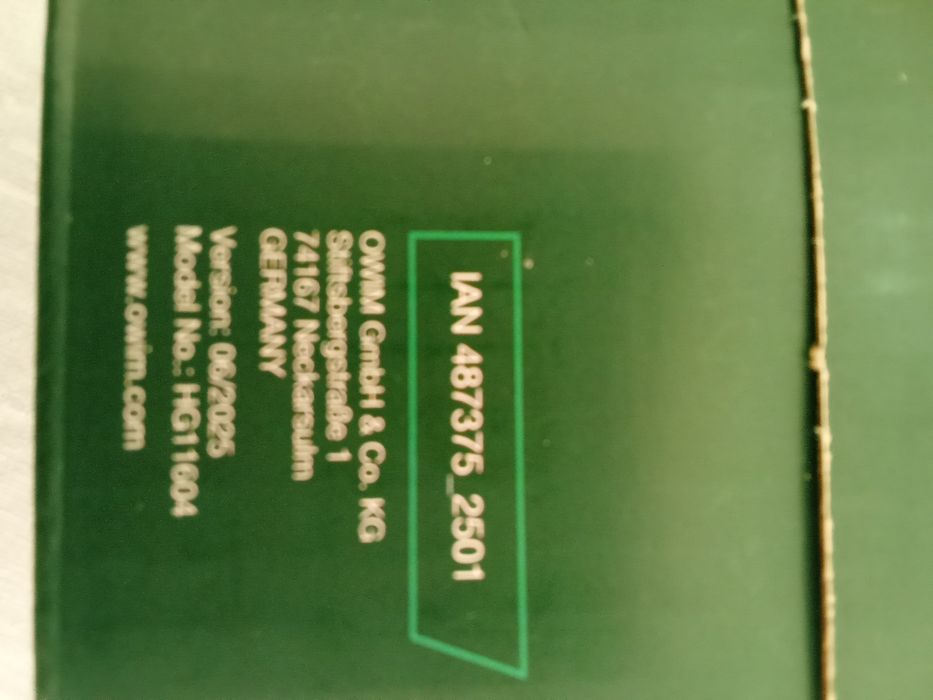 IAN 487375_2501
OWIM GmbH & Co. KG
Stiftsbergstraße 1
74167 Neckarsulm
GERMANY
Version: 06/2025
Model No.: HG11604
www.owim.com